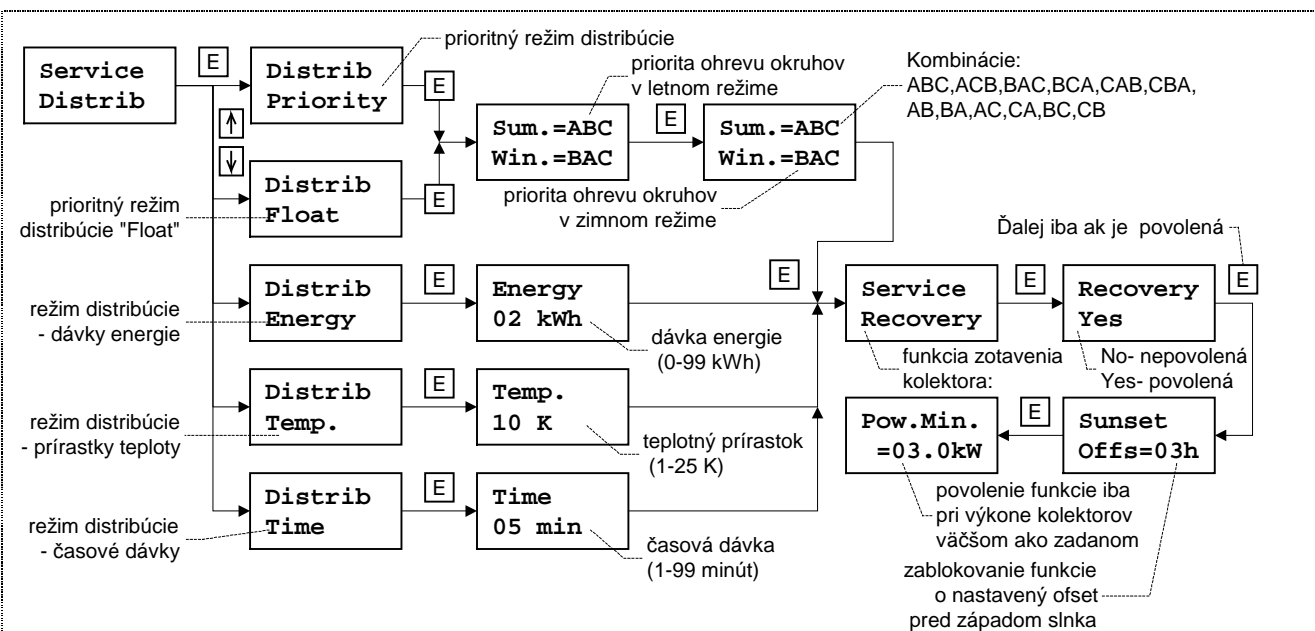 prioritný režim distribúcie
Service
Distrib
E
Distrib
Priority
E
priorita ohrevu okruhov
v letnom režime
Kombinácie:
ABC,ACB,BAC,BCA,CAB,CBA,
AB,BA,AC,CA,BC,CB
↑
↓
Sum.=ABC
Win.=BAC
E
Sum.=ABC
Win.=BAC
Distrib
Float
E
prioritný režim
distribúcie "Float"
priorita ohrevu okruhov
v zimnom režime
Ďalej iba ak je povolená
režim distribúcie
- dávky energie
Distrib
Energy
E
Energy
02 kWh
dávka energie
(0-99 kWh)
E
Service
Recovery
funkcia zotavenia
kolektora:
E
Recovery
Yes
E
No- nepovolená
Yes- povolená
režim distribúcie
- prírastky teploty
Distrib
Temp.
E
Temp.
10 K
teplotný prírastok
(1-25 K)
Pow.Min.
=03.0kW
E
Sunset
Offs=03h
režim distribúcie
- časové dávky
Distrib
Time
E
Time
05 min
časová dávka
(1-99 minút)
povolenie funkcie iba
pri výkone kolektorov
väčšom ako zadanom
zablokovanie funkcie
o nastavený ofset
pred západom slnka